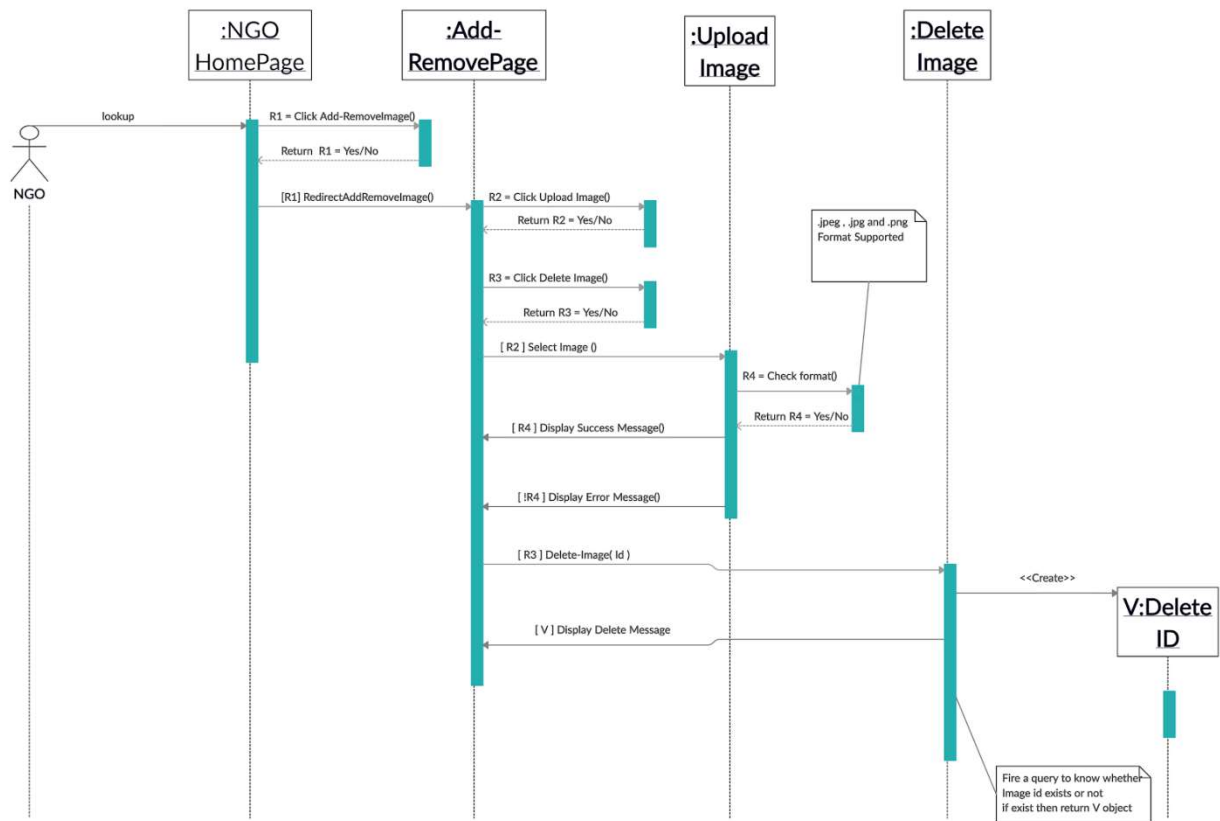 :NGO
HomePage
:Add-
RemovePage
:Upload
Image
:Delete
Image
lookup
R1 = Click Add-RemoveImage()
Return R1 = Yes/No
NGO
[R1] RedirectAddRemoveImage()
R2 = Click Upload Image()
Return R2 = Yes/No
.jpeg , .jpg and .png
Format Supported
R3 = Click Delete Image()
Return R3 = Yes/No
[ R2 ] Select Image ()
R4 = Check format()
Return R4 = Yes/No
[ R4 ] Display Success Message()
[ !R4 ] Display Error Message()
[ R3 ] Delete-Image( Id )
<<Create>>
V:Delete
ID
[ V ] Display Delete Message
Fire a query to know whether
Image id exists or not
if exist then return V object